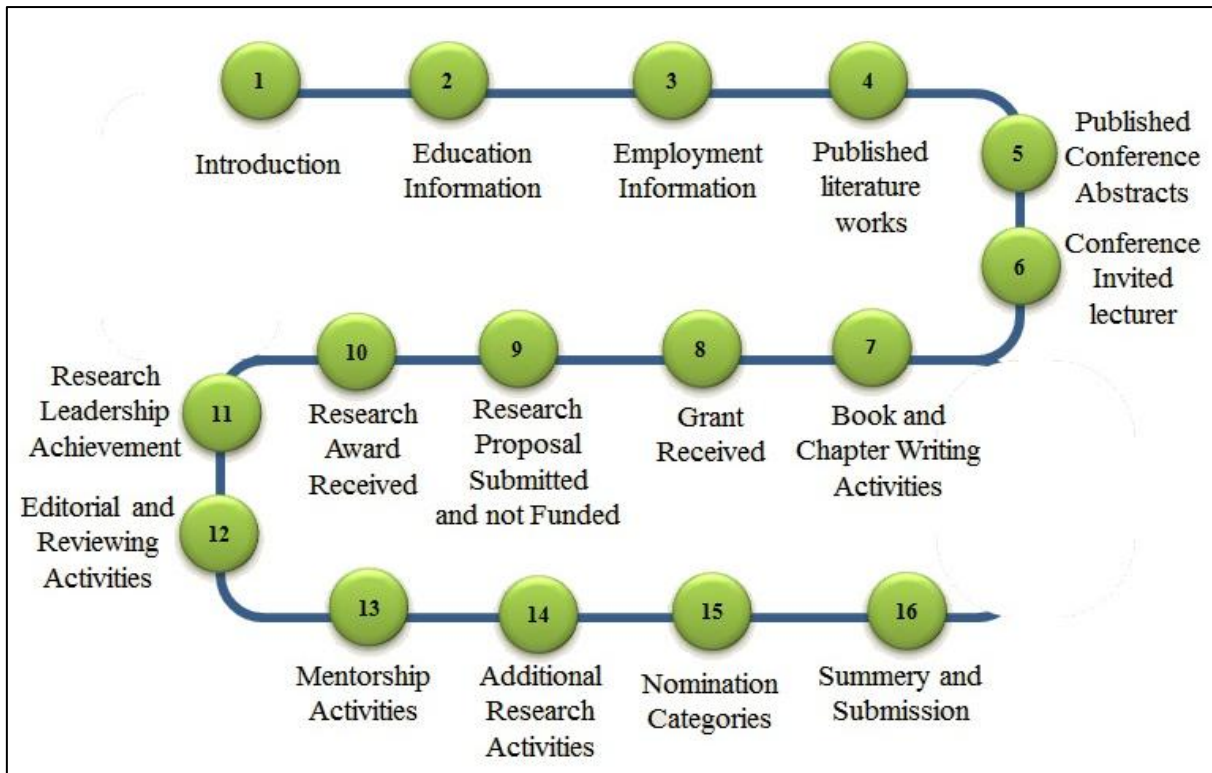 1
Introduction
2
Education
Information
3
Employment
Information
4
Published
literature
works
5
Published
Conference
Abstracts
6
Conference
Invited
lecturer
7
Book and
Chapter Writing
Activities
8
Grant
Received
9
Research
Proposal
Submitted
and not Funded
10
Research
Award
Received
11
Research
Leadership
Achievement
12
Editorial and
Reviewing
Activities
13
Mentorship
Activities
14
Additional
Research
Activities
15
Nomination
Categories
16
Summery and
Submission